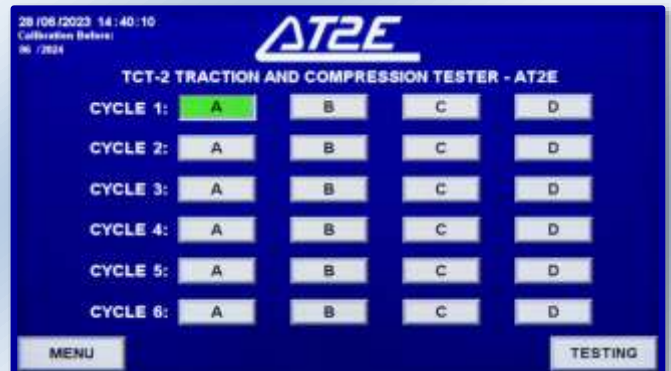 28/06/2023 14:40:10
Calibration Before:
06 /2024
AT2E
TCT-2 TRACTION AND COMPRESSION TESTER - AT2E
CYCLE 1: A B C D
CYCLE 2: A B C D
CYCLE 3: A B C D
CYCLE 4: A B C D
CYCLE 5: A B C D
CYCLE 6: A B C D
MENU TESTING